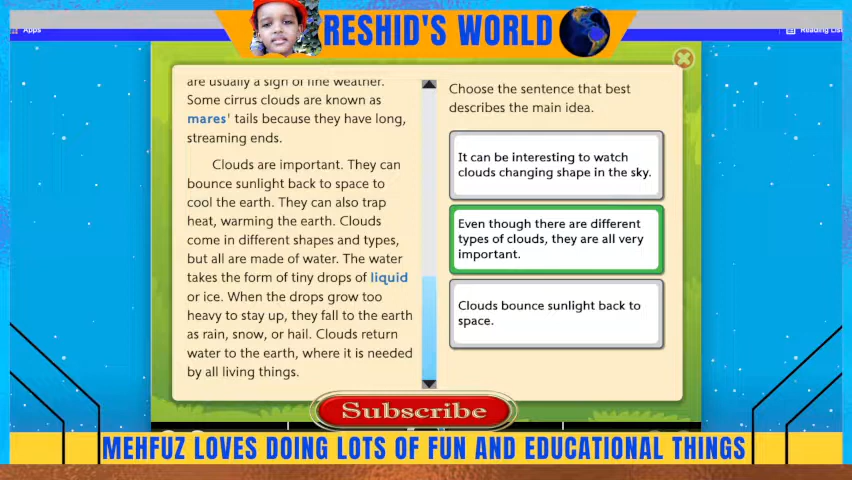 RESHID'S WORLD
Apps
Reading List
are usually a sign of fine weather.
Some cirrus clouds are known as
mares' tails because they have long,
streaming ends.
Clouds are important. They can
bounce sunlight back to space to
cool the earth. They can also trap
heat, warming the earth. Clouds
come in different shapes and types,
but all are made of water. The water
takes the form of tiny drops of liquid
or ice. When the drops grow too
heavy to stay up, they fall to the earth
as rain, snow, or hail. Clouds return
water to the earth, where it is needed
by all living things.
Choose the sentence that best
describes the main idea.
It can be interesting to watch
clouds changing shape in the sky.
Even though there are different
types of clouds, they are all very
important.
Clouds bounce sunlight back to
space.
Subscribe
MEHFUZ LOVES DOING LOTS OF FUN AND EDUCATIONAL THINGS